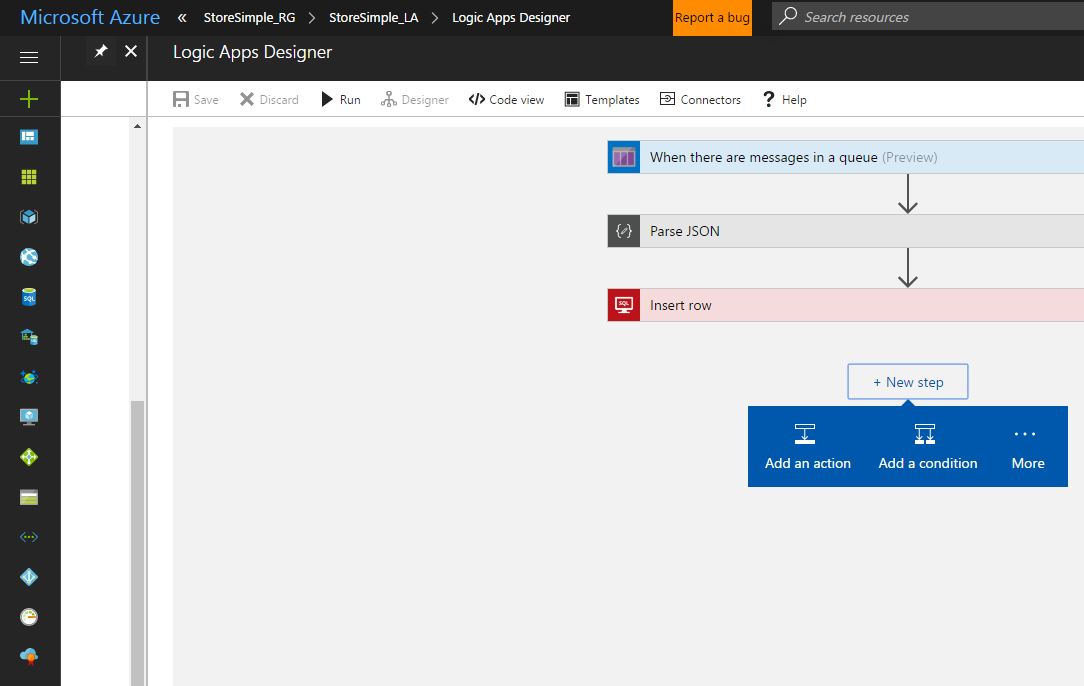 Microsoft Azure « StoreSimple_RG > StoreSimple_LA > Logic Apps Designer Report a bug Search resources
Logic Apps Designer
Save Discard Run Designer </> Code view Templates Connectors ? Help
When there are messages in a queue (Preview)
Parse JSON
SQL Insert row
SQL
+ New step
Add an action Add a condition ... More